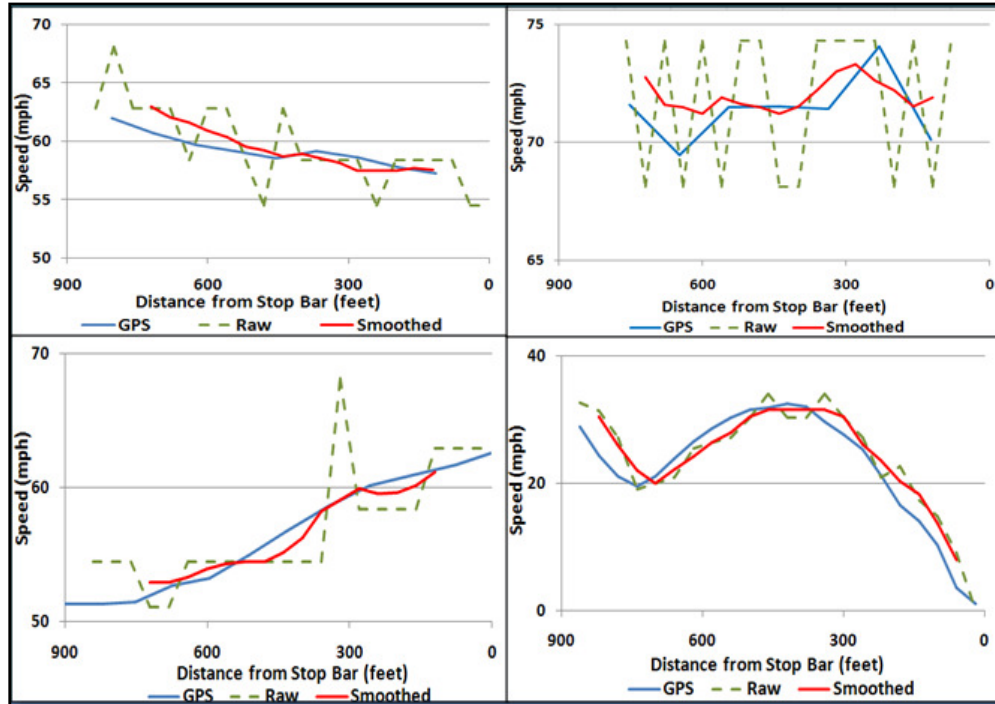 70
65
60
55
50
Speed (mph)
900 600 300 0
Distance from Stop Bar (feet)
GPS Raw Smoothed
75
70
65
Speed (mph)
900 600 300 0
Distance from Stop Bar (feet)
GPS Raw Smoothed
70
60
50
Speed (mph)
900 600 300 0
Distance from Stop Bar (feet)
GPS Raw Smoothed
40
20
0
Speed (mph)
900 600 300 0
Distance from Stop Bar (feet)
GPS Raw Smoothed